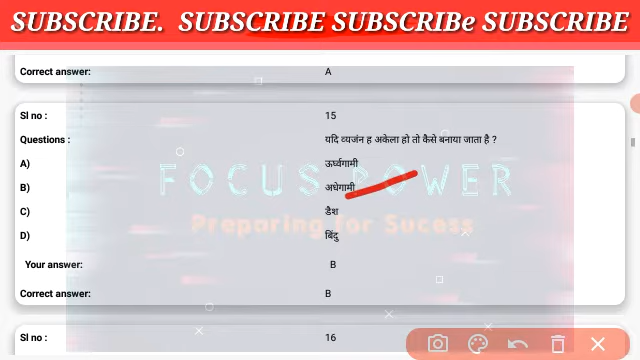 SUBSCRIBE. SUBSCRIBE SUBSCRIBe SUBSCRIBE
Correct answer: A
Sl no : 15
Questions : यदि व्यजंन ह अकेला हो तो कैसे बनाया जाता है ?
A) ऊर्ध्वगामी
B) अधेगामी
C) डैश
D) बिंदु
Your answer: B
Correct answer: B
Sl no : 16
FOCUS POWER
Preparing for Sucess